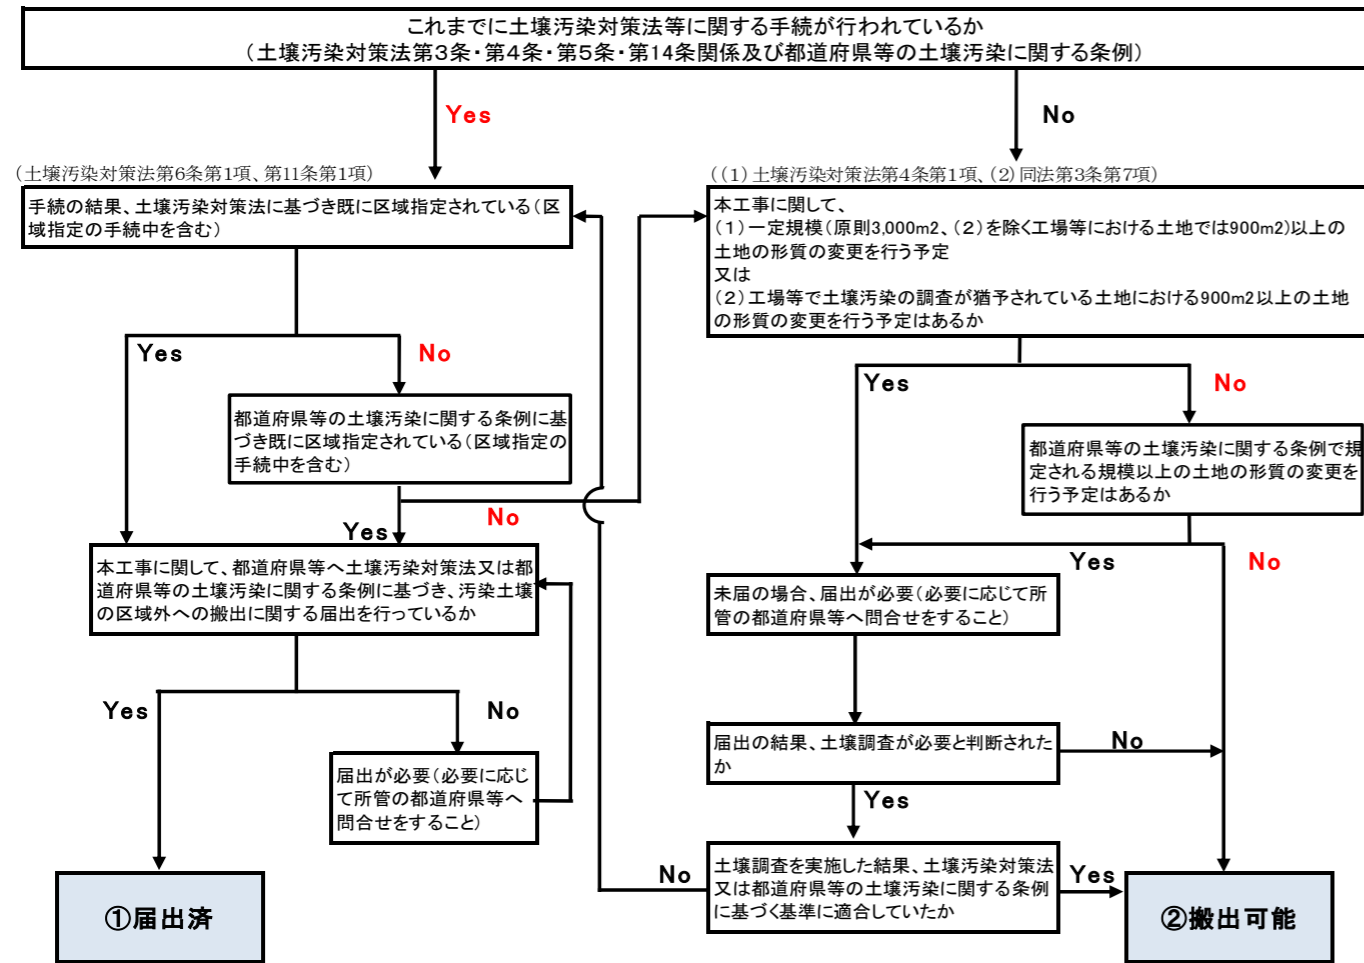 これまでに土壌汚染対策法等に関する手続が行われているか
（土壌汚染対策法第３条・第４条・第５条・第14条関係及び都道府県等の土壌汚染に関する条例）
Yes
No
（土壌汚染対策法第6条第1項、第11条第1項）
（（1）土壌汚染対策法第4条第1項、（2）同法第3条第7項）
手続の結果、土壌汚染対策法に基づき既に区域指定されている（区
域指定の手続中を含む）
本工事に関して、
（１）一定規模（原則3,000m2、（２）を除く工場等における土地では900m2）以上の
土地の形質の変更を行う予定
又は
（２）工場等で土壌汚染の調査が猶予されている土地における900m2以上の土地
の形質の変更を行う予定はあるか
Yes
No
Yes
No
都道府県等の土壌汚染に関する条例に基
づき既に区域指定されている（区域指定の
手続中を含む）
都道府県等の土壌汚染に関する条例で規
定される規模以上の土地の形質の変更を
行う予定はあるか
Yes
No
Yes
No
本工事に関して、都道府県等へ土壌汚染対策法又は都
道府県等の土壌汚染に関する条例に基づき、汚染土壌
の区域外への搬出に関する届出を行っているか
未届の場合、届出が必要（必要に応じて所
管の都道府県等へ問合せをすること）
Yes
No
届出の結果、土壌調査が必要と判断された
か
No
Yes
届出が必要（必要に応じ
て所管の都道府県等へ
問合せをすること）
土壌調査を実施した結果、土壌汚染対策法
又は都道府県等の土壌汚染に関する条例
に基づく基準に適合していたか
No
Yes
①届出済
②搬出可能